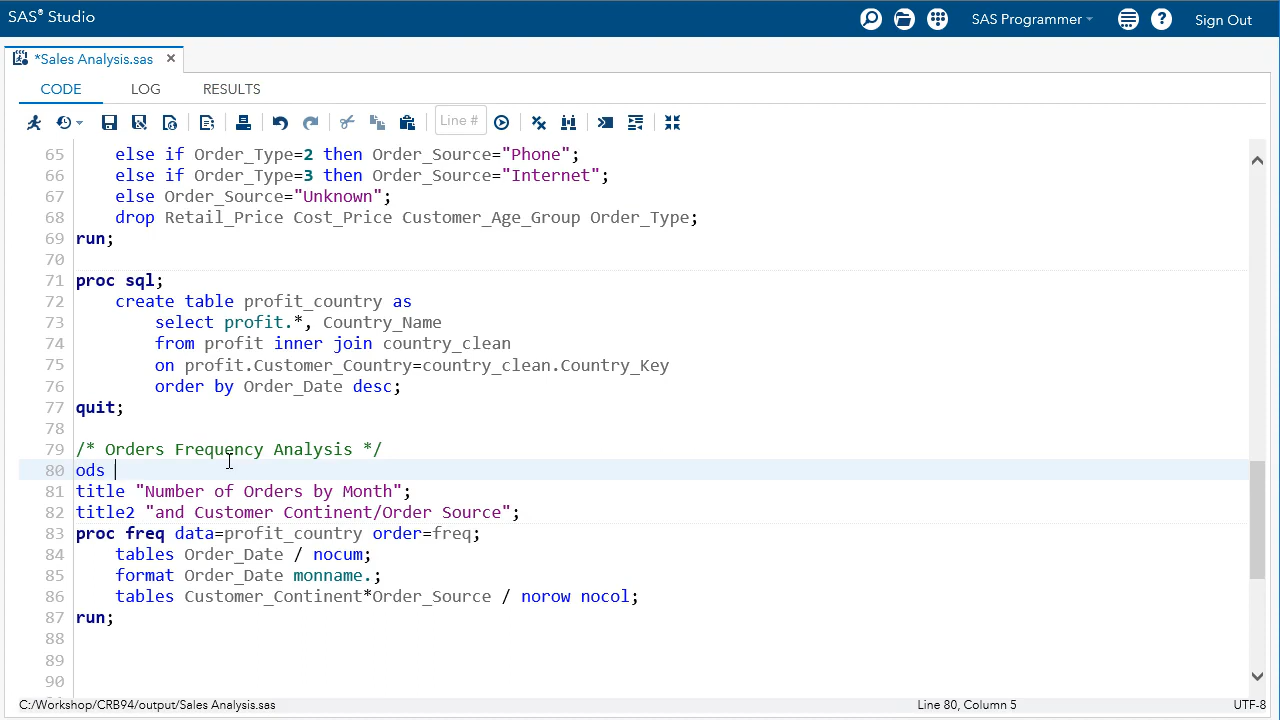 SAS® Studio
SAS Programmer
Sign Out
*Sales Analysis.sas ×
CODE LOG RESULTS
Line #
65 else if Order_Type=2 then Order_Source="Phone";
66 else if Order_Type=3 then Order_Source="Internet";
67 else Order_Source="Unknown";
68 drop Retail_Price Cost_Price Customer_Age_Group Order_Type;
69 run;
70
71 proc sql;
72 create table profit_country as
73 select profit.*, Country_Name
74 from profit inner join country_clean
75 on profit.Customer_Country=country_clean.Country_Key
76 order by Order_Date desc;
77 quit;
78
79 /* Orders Frequency Analysis */
80 ods
81 title "Number of Orders by Month";
82 title2 "and Customer Continent/Order Source";
83 proc freq data=profit_country order=freq;
84 tables Order_Date / nocum;
85 format Order_Date monname.;
86 tables Customer_Continent*Order_Source / norow nocol;
87 run;
88
89
90
C:/Workshop/CRB94/output/Sales Analysis.sas Line 80, Column 5 UTF-8